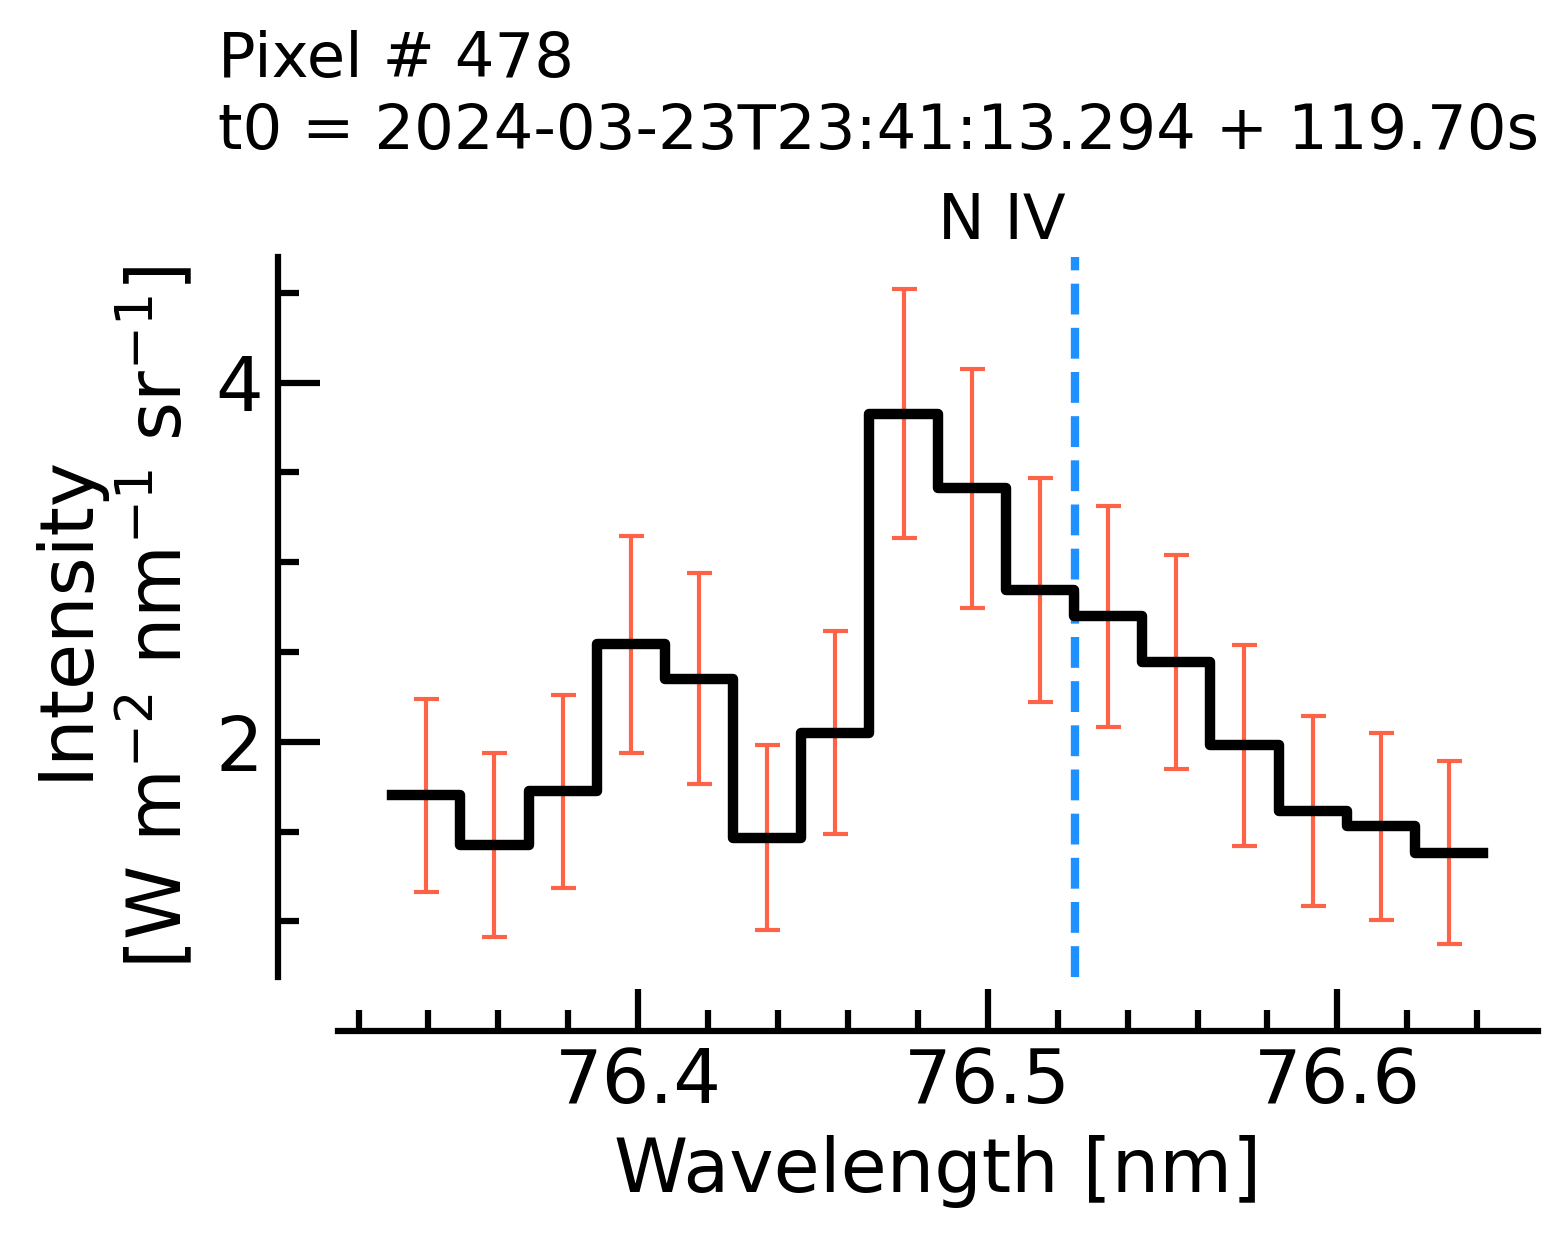 Pixel # 478
t0 = 2024-03-23T23:41:13.294 + 119.70s
N IV
Intensity
[W m⁻² nm⁻¹ sr⁻¹]
4
2
76.4 76.5 76.6
Wavelength [nm]